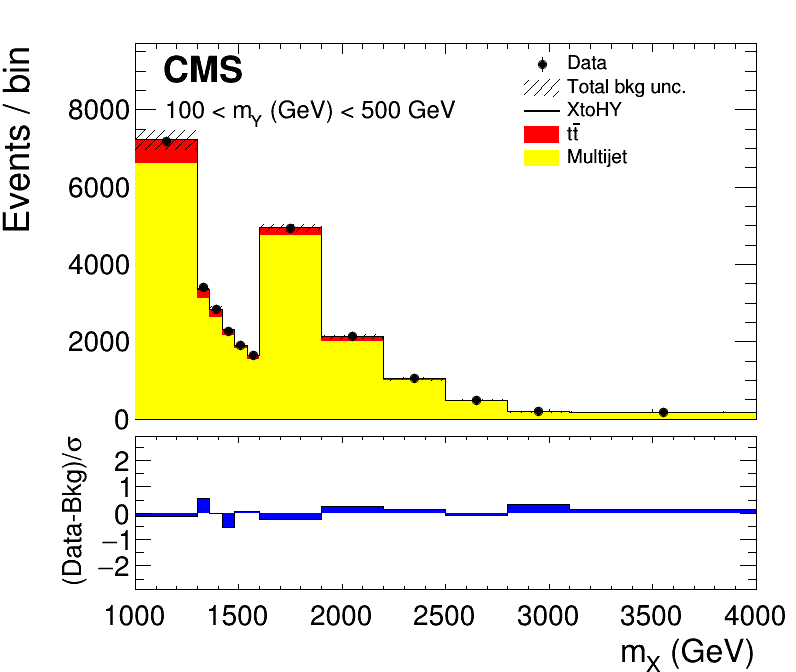 CMS
100 < m_Y (GeV) < 500 GeV
Data
Total bkg unc.
XtoHY
tt̄
Multijet
Events / bin
8000
6000
4000
2000
0
(Data-Bkg)/σ
2
1
0
−1
−2
1000 1500 2000 2500 3000 3500 4000
m_X (GeV)